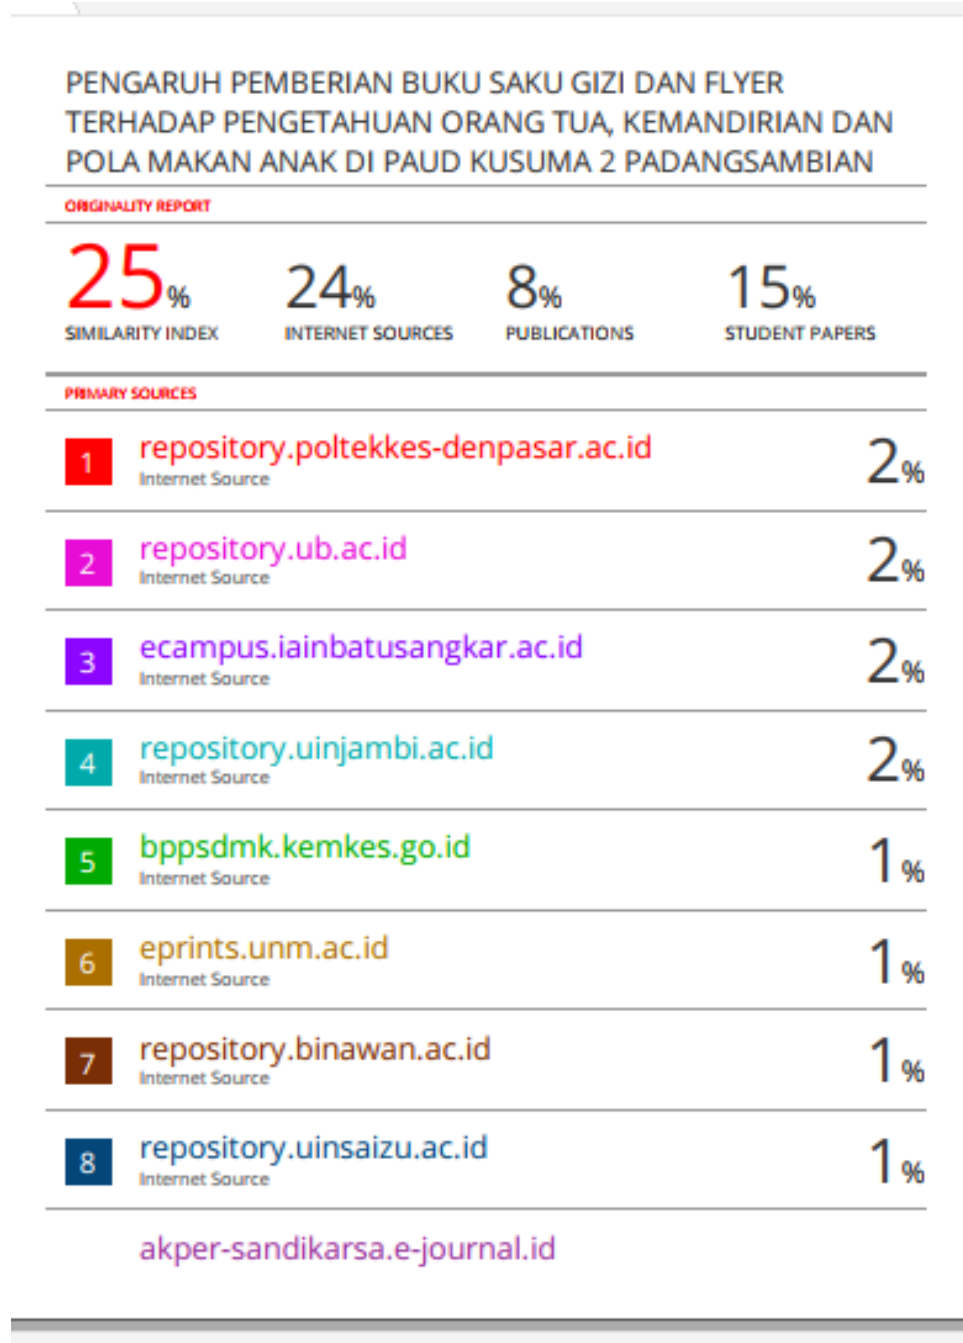 PENGARUH PEMBERIAN BUKU SAKU GIZI DAN FLYER
TERHADAP PENGETAHUAN ORANG TUA, KEMANDIRIAN DAN
POLA MAKAN ANAK DI PAUD KUSUMA 2 PADANGSAMBIAN
ORIGINALITY REPORT
25% 24% 8% 15%
SIMILARITY INDEX INTERNET SOURCES PUBLICATIONS STUDENT PAPERS
PRIMARY SOURCES
1 repository.poltekkes-denpasar.ac.id 2%
Internet Source
2 repository.ub.ac.id 2%
Internet Source
3 ecampus.iainbatusangkar.ac.id 2%
Internet Source
4 repository.uinjambi.ac.id 2%
Internet Source
5 bppsdmk.kemkes.go.id 1%
Internet Source
6 eprints.unm.ac.id 1%
Internet Source
7 repository.binawan.ac.id 1%
Internet Source
8 repository.uinsaizu.ac.id 1%
Internet Source
akper-sandikarsa.e-journal.id